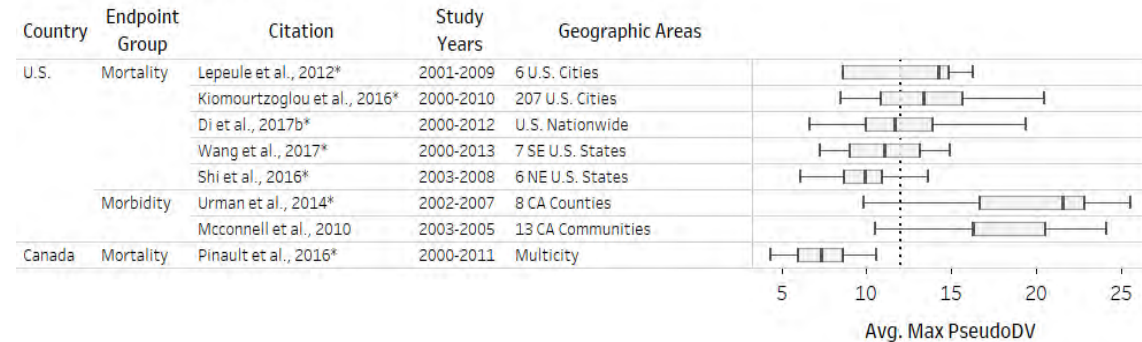 Country Endpoint Group Citation Study Years Geographic Areas
U.S. Mortality Lepeule et al., 2012* 2001-2009 6 U.S. Cities
Kiomourtzoglou et al., 2016* 2000-2010 207 U.S. Cities
Di et al., 2017b* 2000-2012 U.S. Nationwide
Wang et al., 2017* 2000-2013 7 SE U.S. States
Shi et al., 2016* 2003-2008 6 NE U.S. States
Morbidity Urman et al., 2014* 2002-2007 8 CA Counties
Mcconnell et al., 2010 2003-2005 13 CA Communities
Canada Mortality Pinault et al., 2016* 2000-2011 Multicity
5 10 15 20 25
Avg. Max PseudoDV